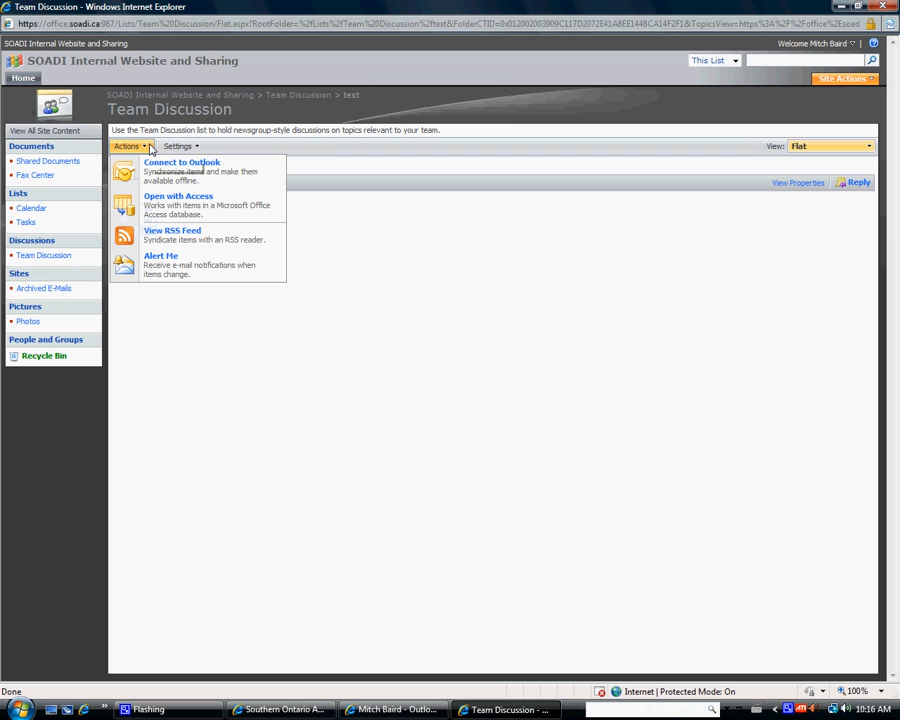 Team Discussion - Windows Internet Explorer
https://office.soadi.ca:987/Lists/Team%20Discussion/Flat.aspx?RootFolder=%2fLists%2fTeam%20Discussion%2ftest&FolderCTID=0x012002003909C117D2072E41A8EE1448CA14F2F1&TopicsView=https%3A%2F%2Foffice%2Esoad
SOADI Internal Website and Sharing
Welcome Mitch Baird
SOADI Internal Website and Sharing
This List
Home
Site Actions
SOADI Internal Website and Sharing > Team Discussion > test
Team Discussion
View All Site Content
Use the Team Discussion list to hold newsgroup-style discussions on topics relevant to your team.
Actions
Settings
View:
Flat
Documents
Shared Documents
Fax Center
Lists
Calendar
Tasks
Discussions
Team Discussion
Sites
Archived E-Mails
Pictures
Photos
People and Groups
Recycle Bin
Connect to Outlook
Synchronize items and make them
available offline.
Open with Access
Works with items in a Microsoft Office
Access database.
View RSS Feed
Syndicate items with an RSS reader.
Alert Me
Receive e-mail notifications when
items change.
View Properties
Reply
Done
Internet | Protected Mode: On
100%
Flashing
Southern Ontario A...
Mitch Baird - Outlo...
Team Discussion - ...
10:16 AM